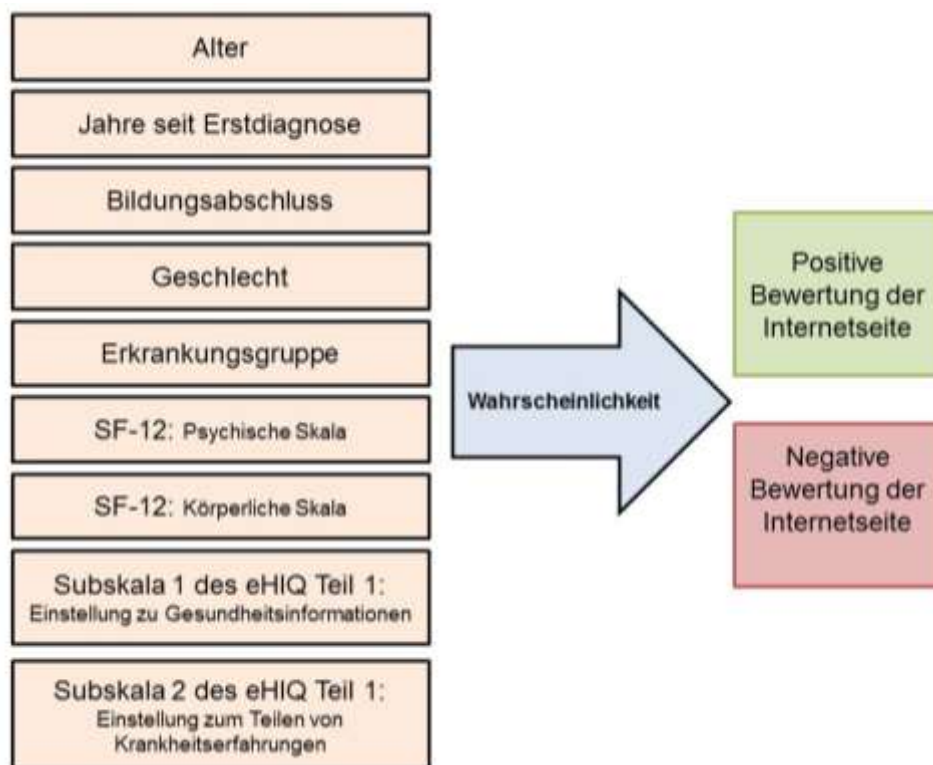 Alter
Jahre seit Erstdiagnose
Bildungsabschluss
Geschlecht
Erkrankungsgruppe
SF-12: Psychische Skala
SF-12: Körperliche Skala
Subskala 1 des eHIQ Teil 1:
Einstellung zu Gesundheitsinformationen
Subskala 2 des eHIQ Teil 1:
Einstellung zum Teilen von
Krankheitserfahrungen
Wahrscheinlichkeit
Positive
Bewertung der
Internetseite
Negative
Bewertung der
Internetseite